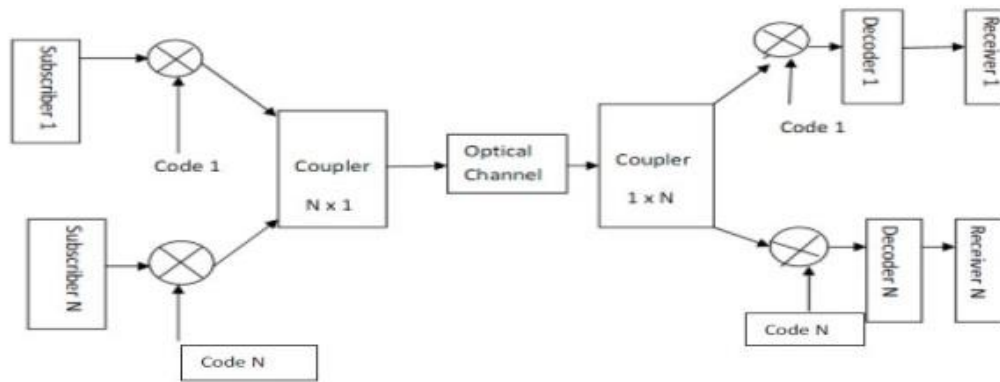 Subscriber 1
Code 1
Subscriber N
Code N
Coupler
N x 1
Optical
Channel
Coupler
1 x N
Code 1
Decoder 1
Receiver 1
Code N
Decoder N
Receiver N